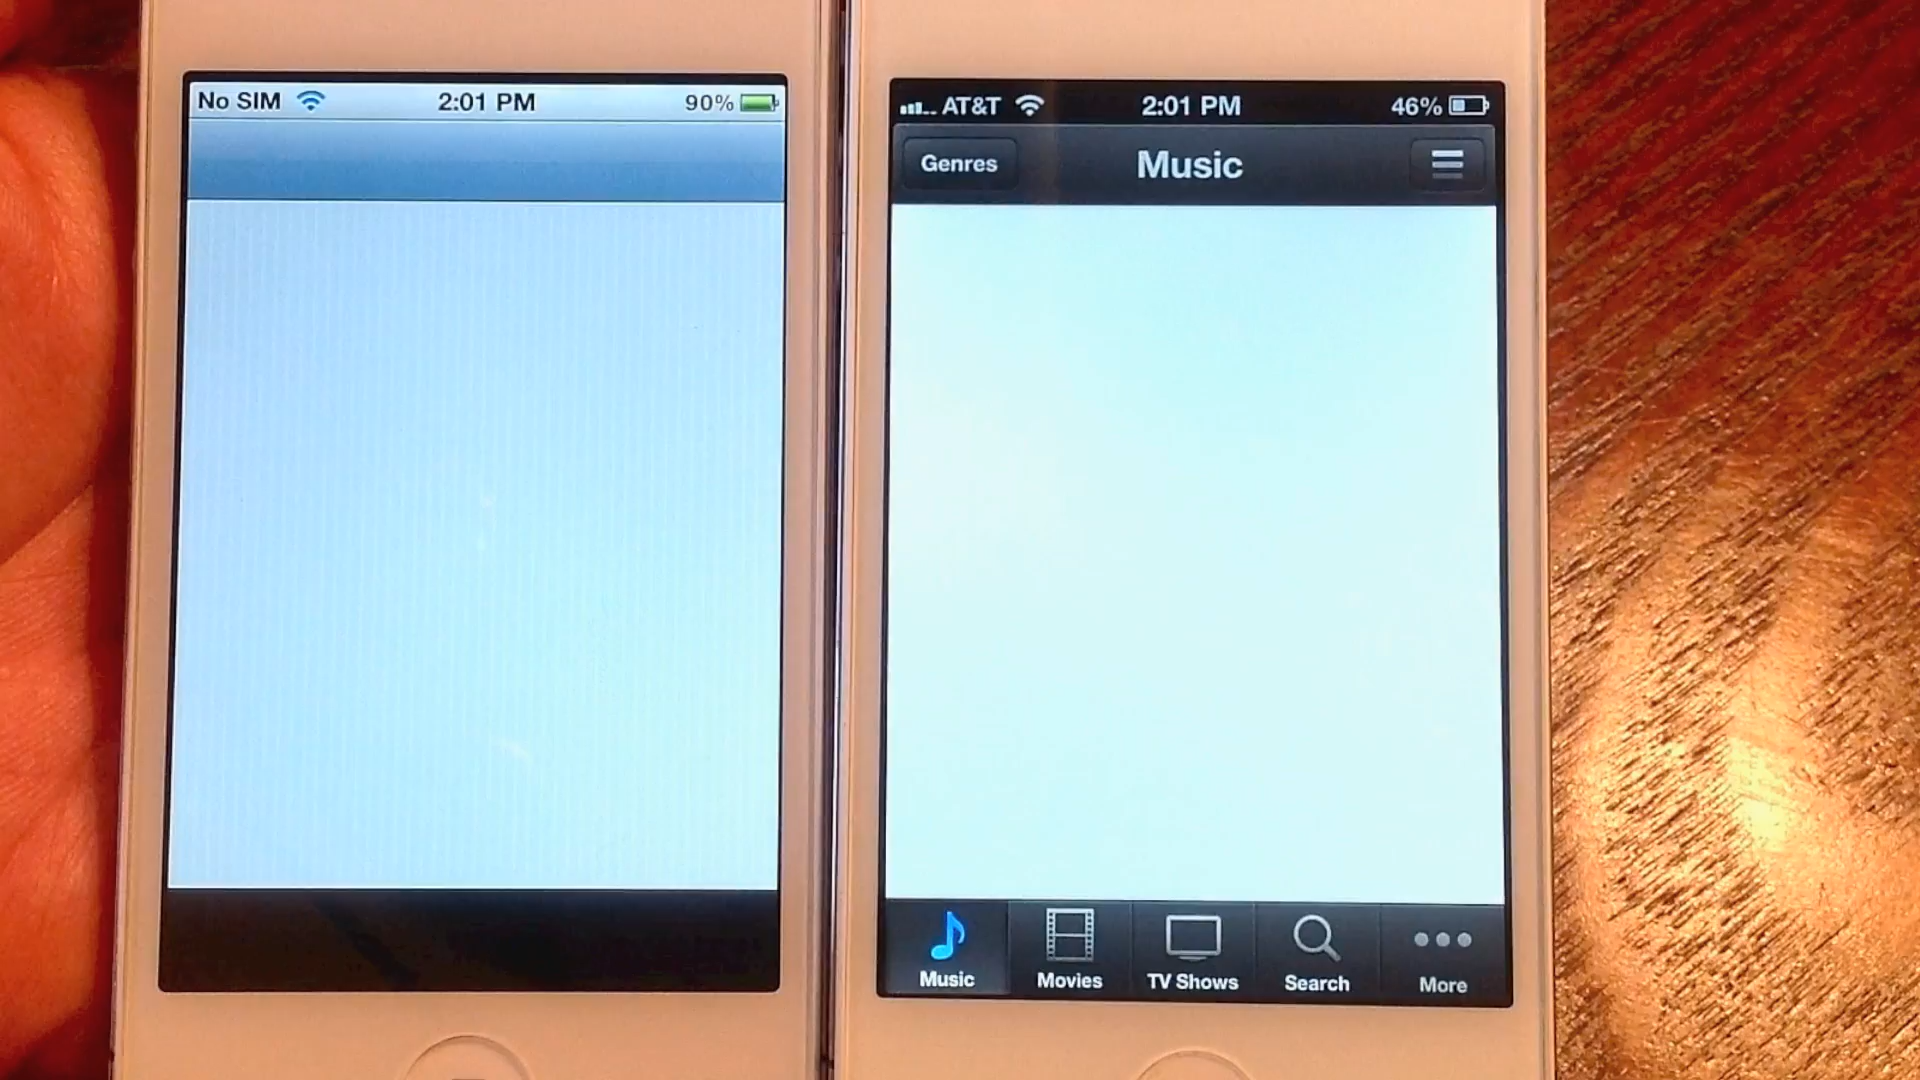 No SIM 2:01 PM 90%
AT&T 2:01 PM 46%
Genres Music
Music Movies TV Shows Search More